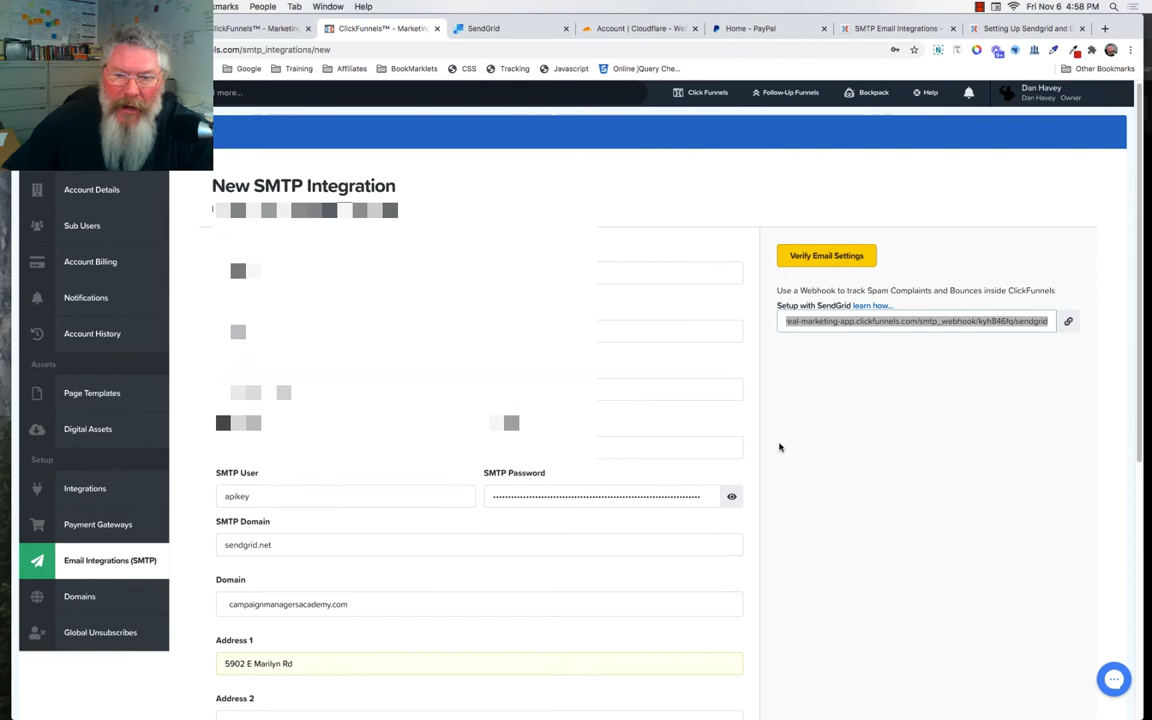 bookmarks People Tab Window Help Fri Nov 6 4:58 PM
ClickFunnels™ - Marketing ClickFunnels™ - Marketing SendGrid Account | Cloudflare - We Home - PayPal SMTP Email Integrations - Setting Up Sendgrid and D
ls.com/smtp_integrations/new
Google Training Affiliates BookMarklets CSS Tracking Javascript Online jQuery Che... Other Bookmarks
more... Click Funnels Follow-Up Funnels Backpack Help Dan Havey
Dan Havey Owner
New SMTP Integration
Account Details
Sub Users
Account Billing
Notifications
Account History
Assets
Page Templates
Digital Assets
Setup
Integrations
Payment Gateways
Email Integrations (SMTP)
Domains
Global Unsubscribes
SMTP User SMTP Password
apikey
SMTP Domain
sendgrid.net
Domain
campaignmanagersacademy.com
Address 1
5902 E Marilyn Rd
Address 2
Verify Email Settings
Use a Webhook to track Spam Complaints and Bounces inside ClickFunnels
Setup with SendGrid learn how...
real-marketing-app.clickfunnels.com/smtp_webhook/kyh846fq/sendgrid